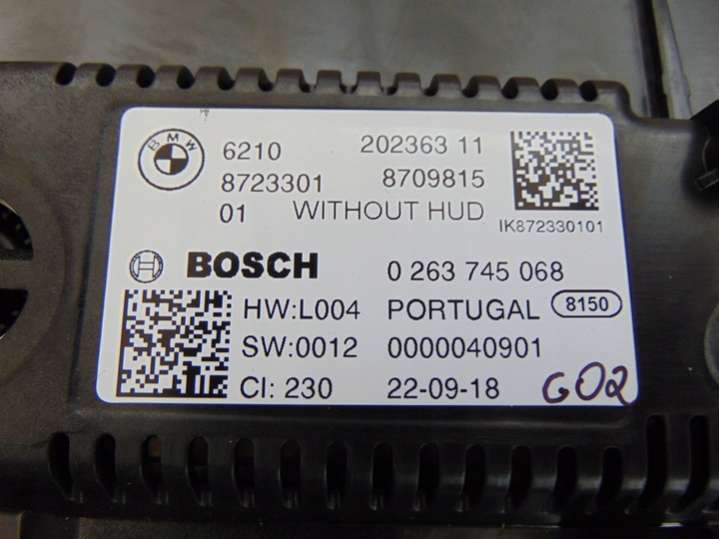 BMW
6210 202363 11
8723301 8709815
01 WITHOUT HUD
IK872330101
BOSCH 0 263 745 068
HW:L004 PORTUGAL 8150
SW:0012 0000040901
CI: 230 22-09-18 G02